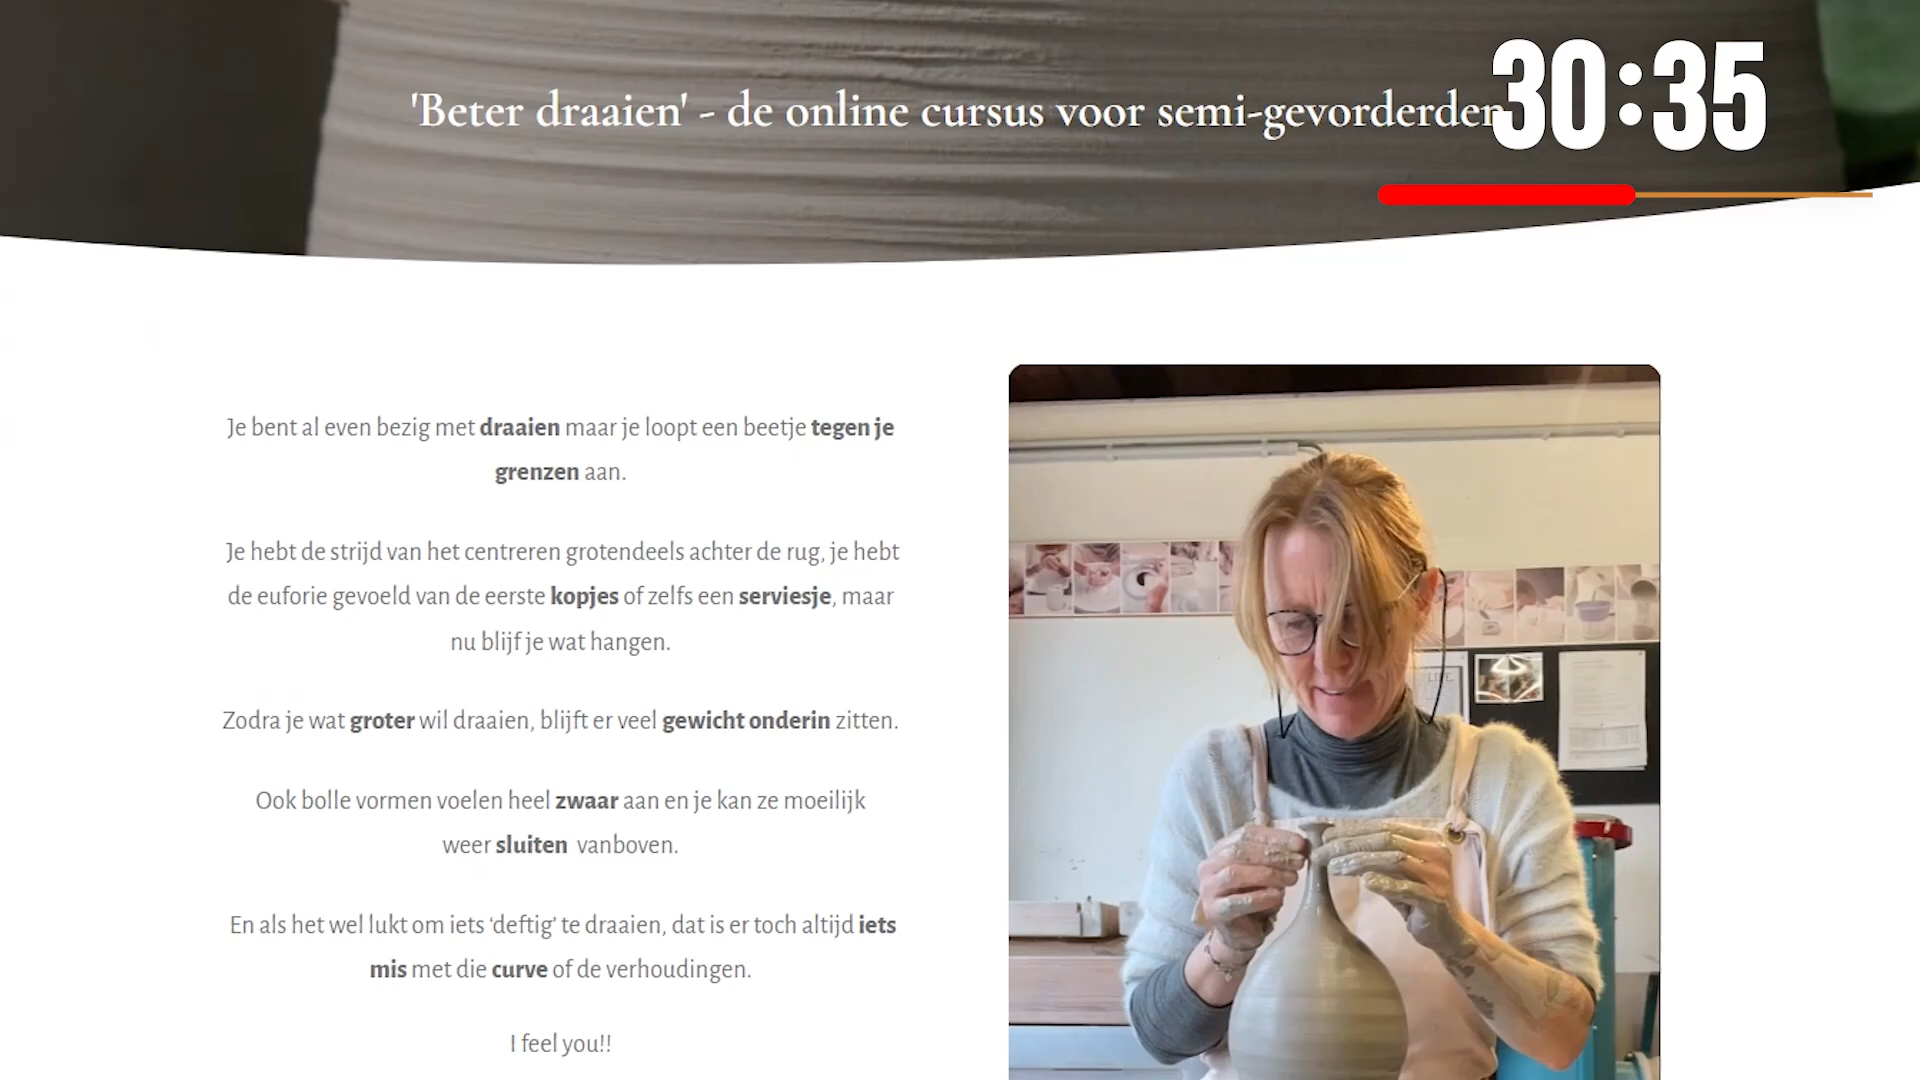 'Beter draaien' - de online cursus voor semi-gevorderden
30:35
Je bent al even bezig met draaien maar je loopt een beetje tegen je
grenzen aan.
Je hebt de strijd van het centreren grotendeels achter de rug, je hebt
de euforie gevoeld van de eerste kopjes of zelfs een serviesje, maar
nu blijf je wat hangen.
Zodra je wat groter wil draaien, blijft er veel gewicht onderin zitten.
Ook bolle vormen voelen heel zwaar aan en je kan ze moeilijk
weer sluiten vanboven.
En als het wel lukt om iets ‘deftig’ te draaien, dat is er toch altijd iets
mis met die curve of de verhoudingen.
I feel you!!